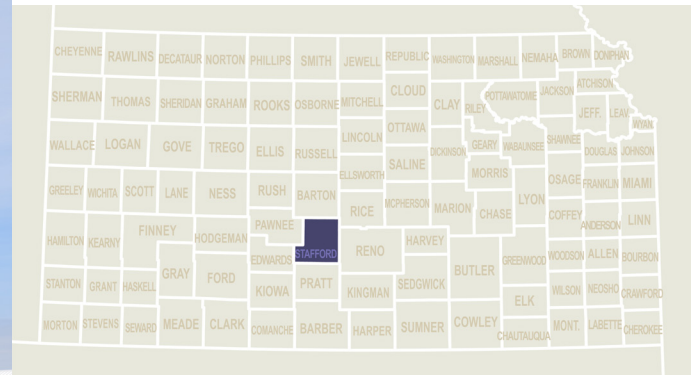 CHEYENNE RAWLINS DECATAUR NORTON PHILLIPS SMITH JEWELL REPUBLIC WASHINGTON MARSHALL NEMAHA BROWN DONIPHAN
ATCHISON
SHERMAN THOMAS SHERIDAN GRAHAM ROOKS OSBORNE MITCHELL CLOUD CLAY RILEY POTTAWATOMIE JACKSON JEFF. LEAV.
WYAN.
WALLACE LOGAN GOVE TREGO ELLIS RUSSELL LINCOLN OTTAWA DICKINSON GEARY WABAUNSEE SHAWNEE DOUGLAS JOHNSON
ELLSWORTH SALINE MORRIS
GREELEY WICHITA SCOTT LANE NESS RUSH BARTON RICE MCPHERSON MARION CHASE LYON OSAGE FRANKLIN MIAMI
HAMILTON KEARNY FINNEY HODGEMAN PAWNEE STAFFORD RENO HARVEY COFFEY ANDERSON LINN
EDWARDS BUTLER GREENWOOD WOODSON ALLEN BOURBON
STANTON GRANT HASKELL GRAY FORD KIOWA PRATT KINGMAN SEDGWICK ELK WILSON NEOSHO CRAWFORD
MORTON STEVENS SEWARD MEADE CLARK COMANCHE BARBER HARPER SUMNER COWLEY CHAUTAUQUA MONT. LABETTE CHEROKEE